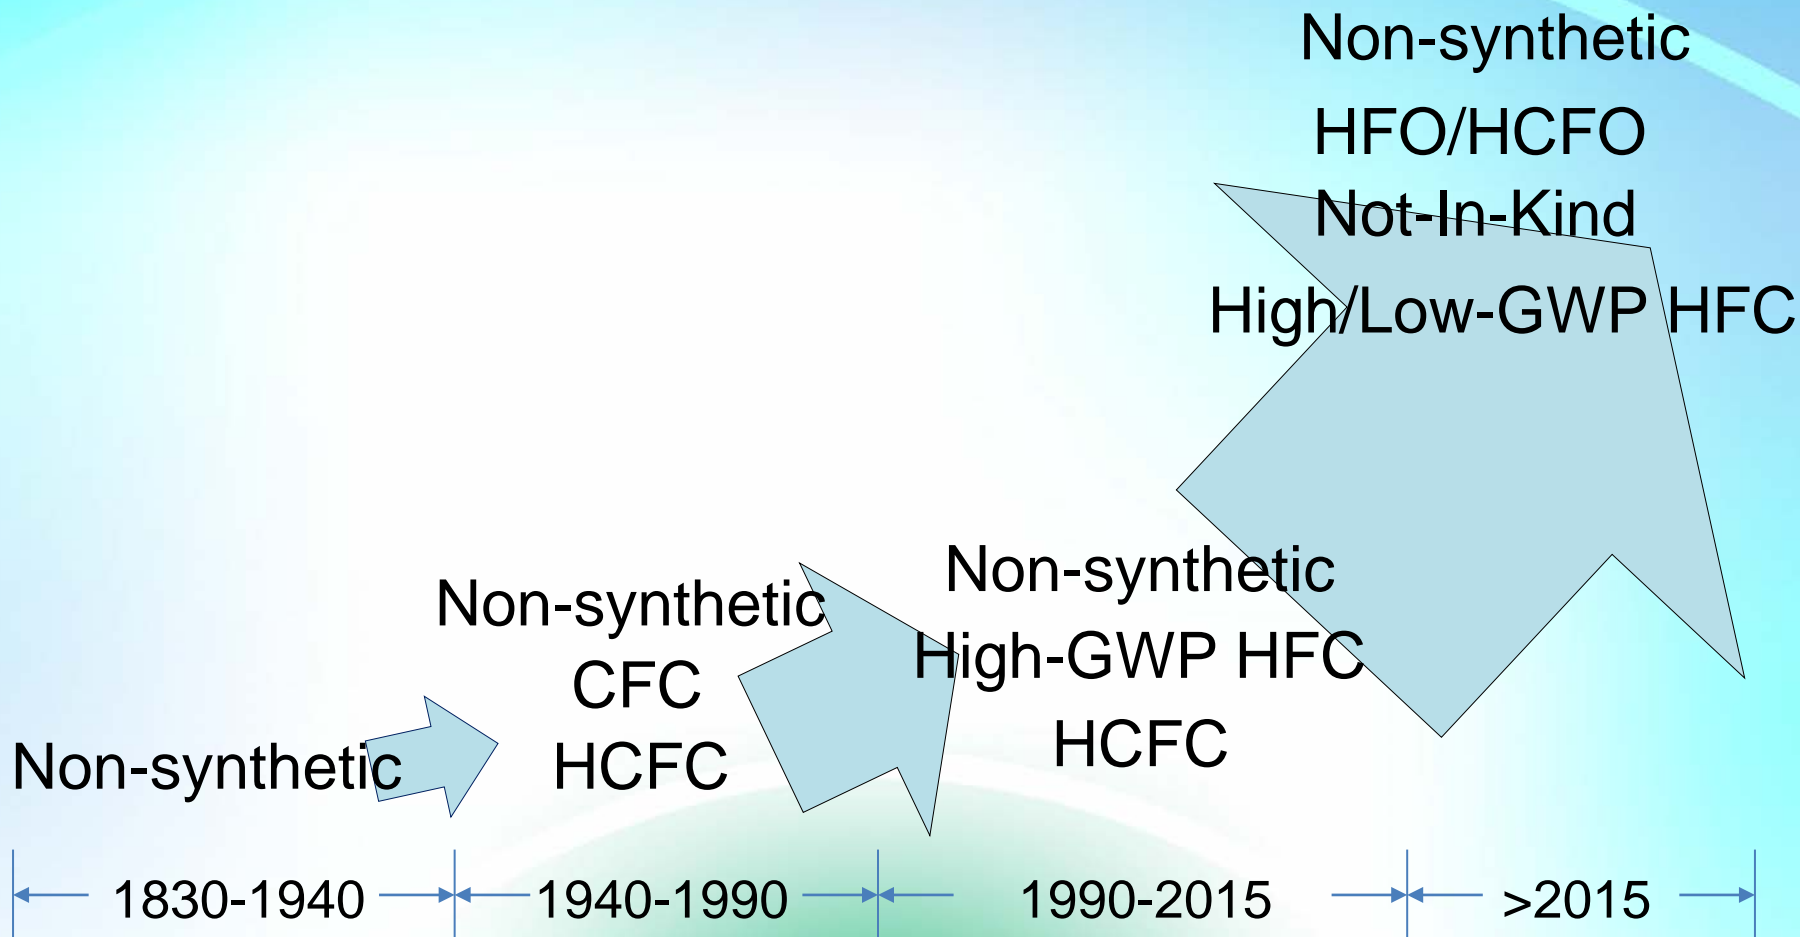 Non-synthetic
HFO/HCFO
Not-In-Kind
High/Low-GWP HFC
Non-synthetic
High-GWP HFC
HCFC
Non-synthetic
CFC
HCFC
Non-synthetic
1830-1940
1940-1990
1990-2015
>2015